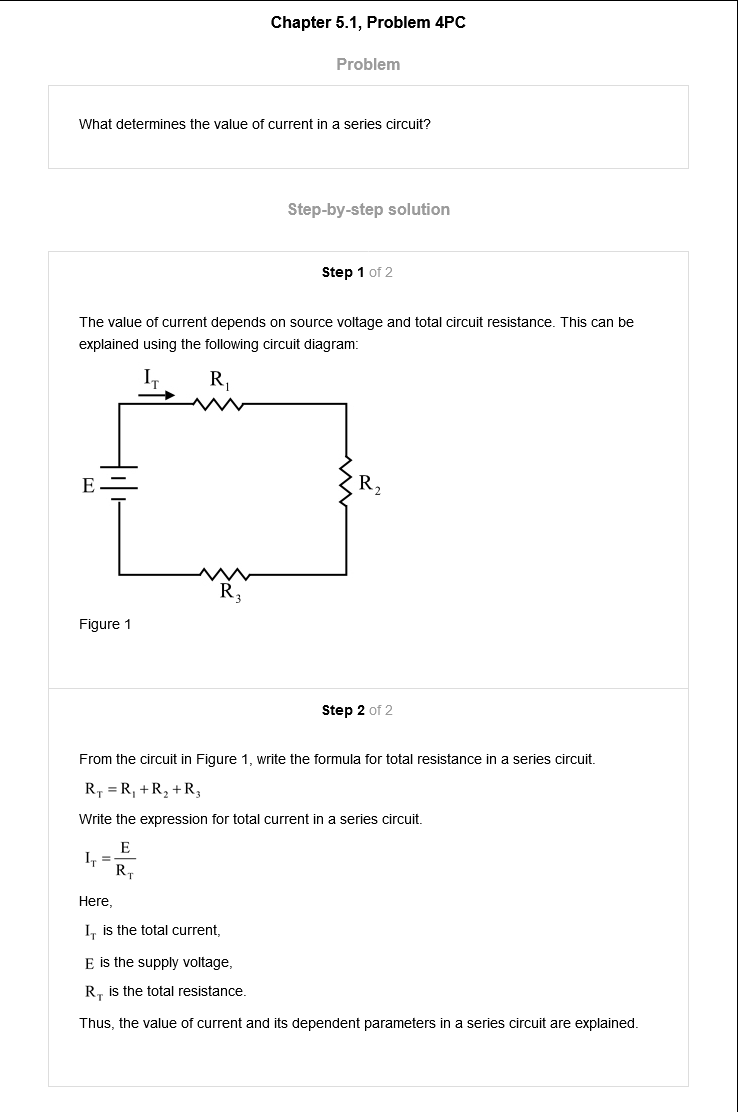 Chapter 5.1, Problem 4PC
Problem
What determines the value of current in a series circuit?
Step-by-step solution
Step 1 of 2
The value of current depends on source voltage and total circuit resistance. This can be
explained using the following circuit diagram:
I_T
R_1
E
R_2
R_3
Figure 1
Step 2 of 2
From the circuit in Figure 1, write the formula for total resistance in a series circuit.
R_T = R_1 + R_2 + R_3
Write the expression for total current in a series circuit.
I_T = E / R_T
Here,
I_T is the total current,
E is the supply voltage,
R_T is the total resistance.
Thus, the value of current and its dependent parameters in a series circuit are explained.